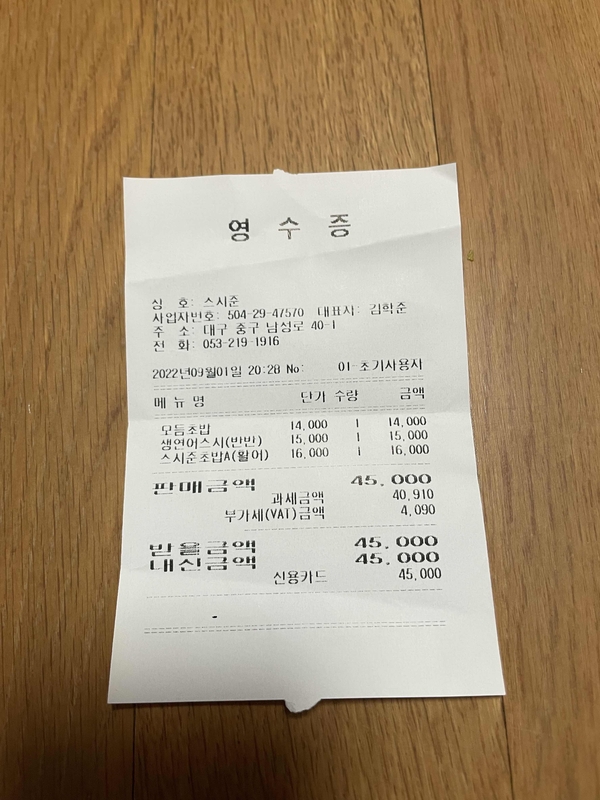 영 수 증
상 호: 스시준
사업자번호: 504-29-47570 대표사: 김학준
주 소: 대구 중구 남성로 40-1
전 화: 053-219-1916
2022년09월01일 20:28 No: 01-초기사용사
메 뉴 명 단가 수량 금액
모듬초밥 14,000 1 14,000
생연어스시(반반) 15,000 1 15,000
스시준초밥A(활어) 16,000 1 16,000
판매금액 45,000
과세금액 40,910
부가세(VAT)금액 4,090
받을금액 45,000
내신금액 45,000
신용카드 45,000